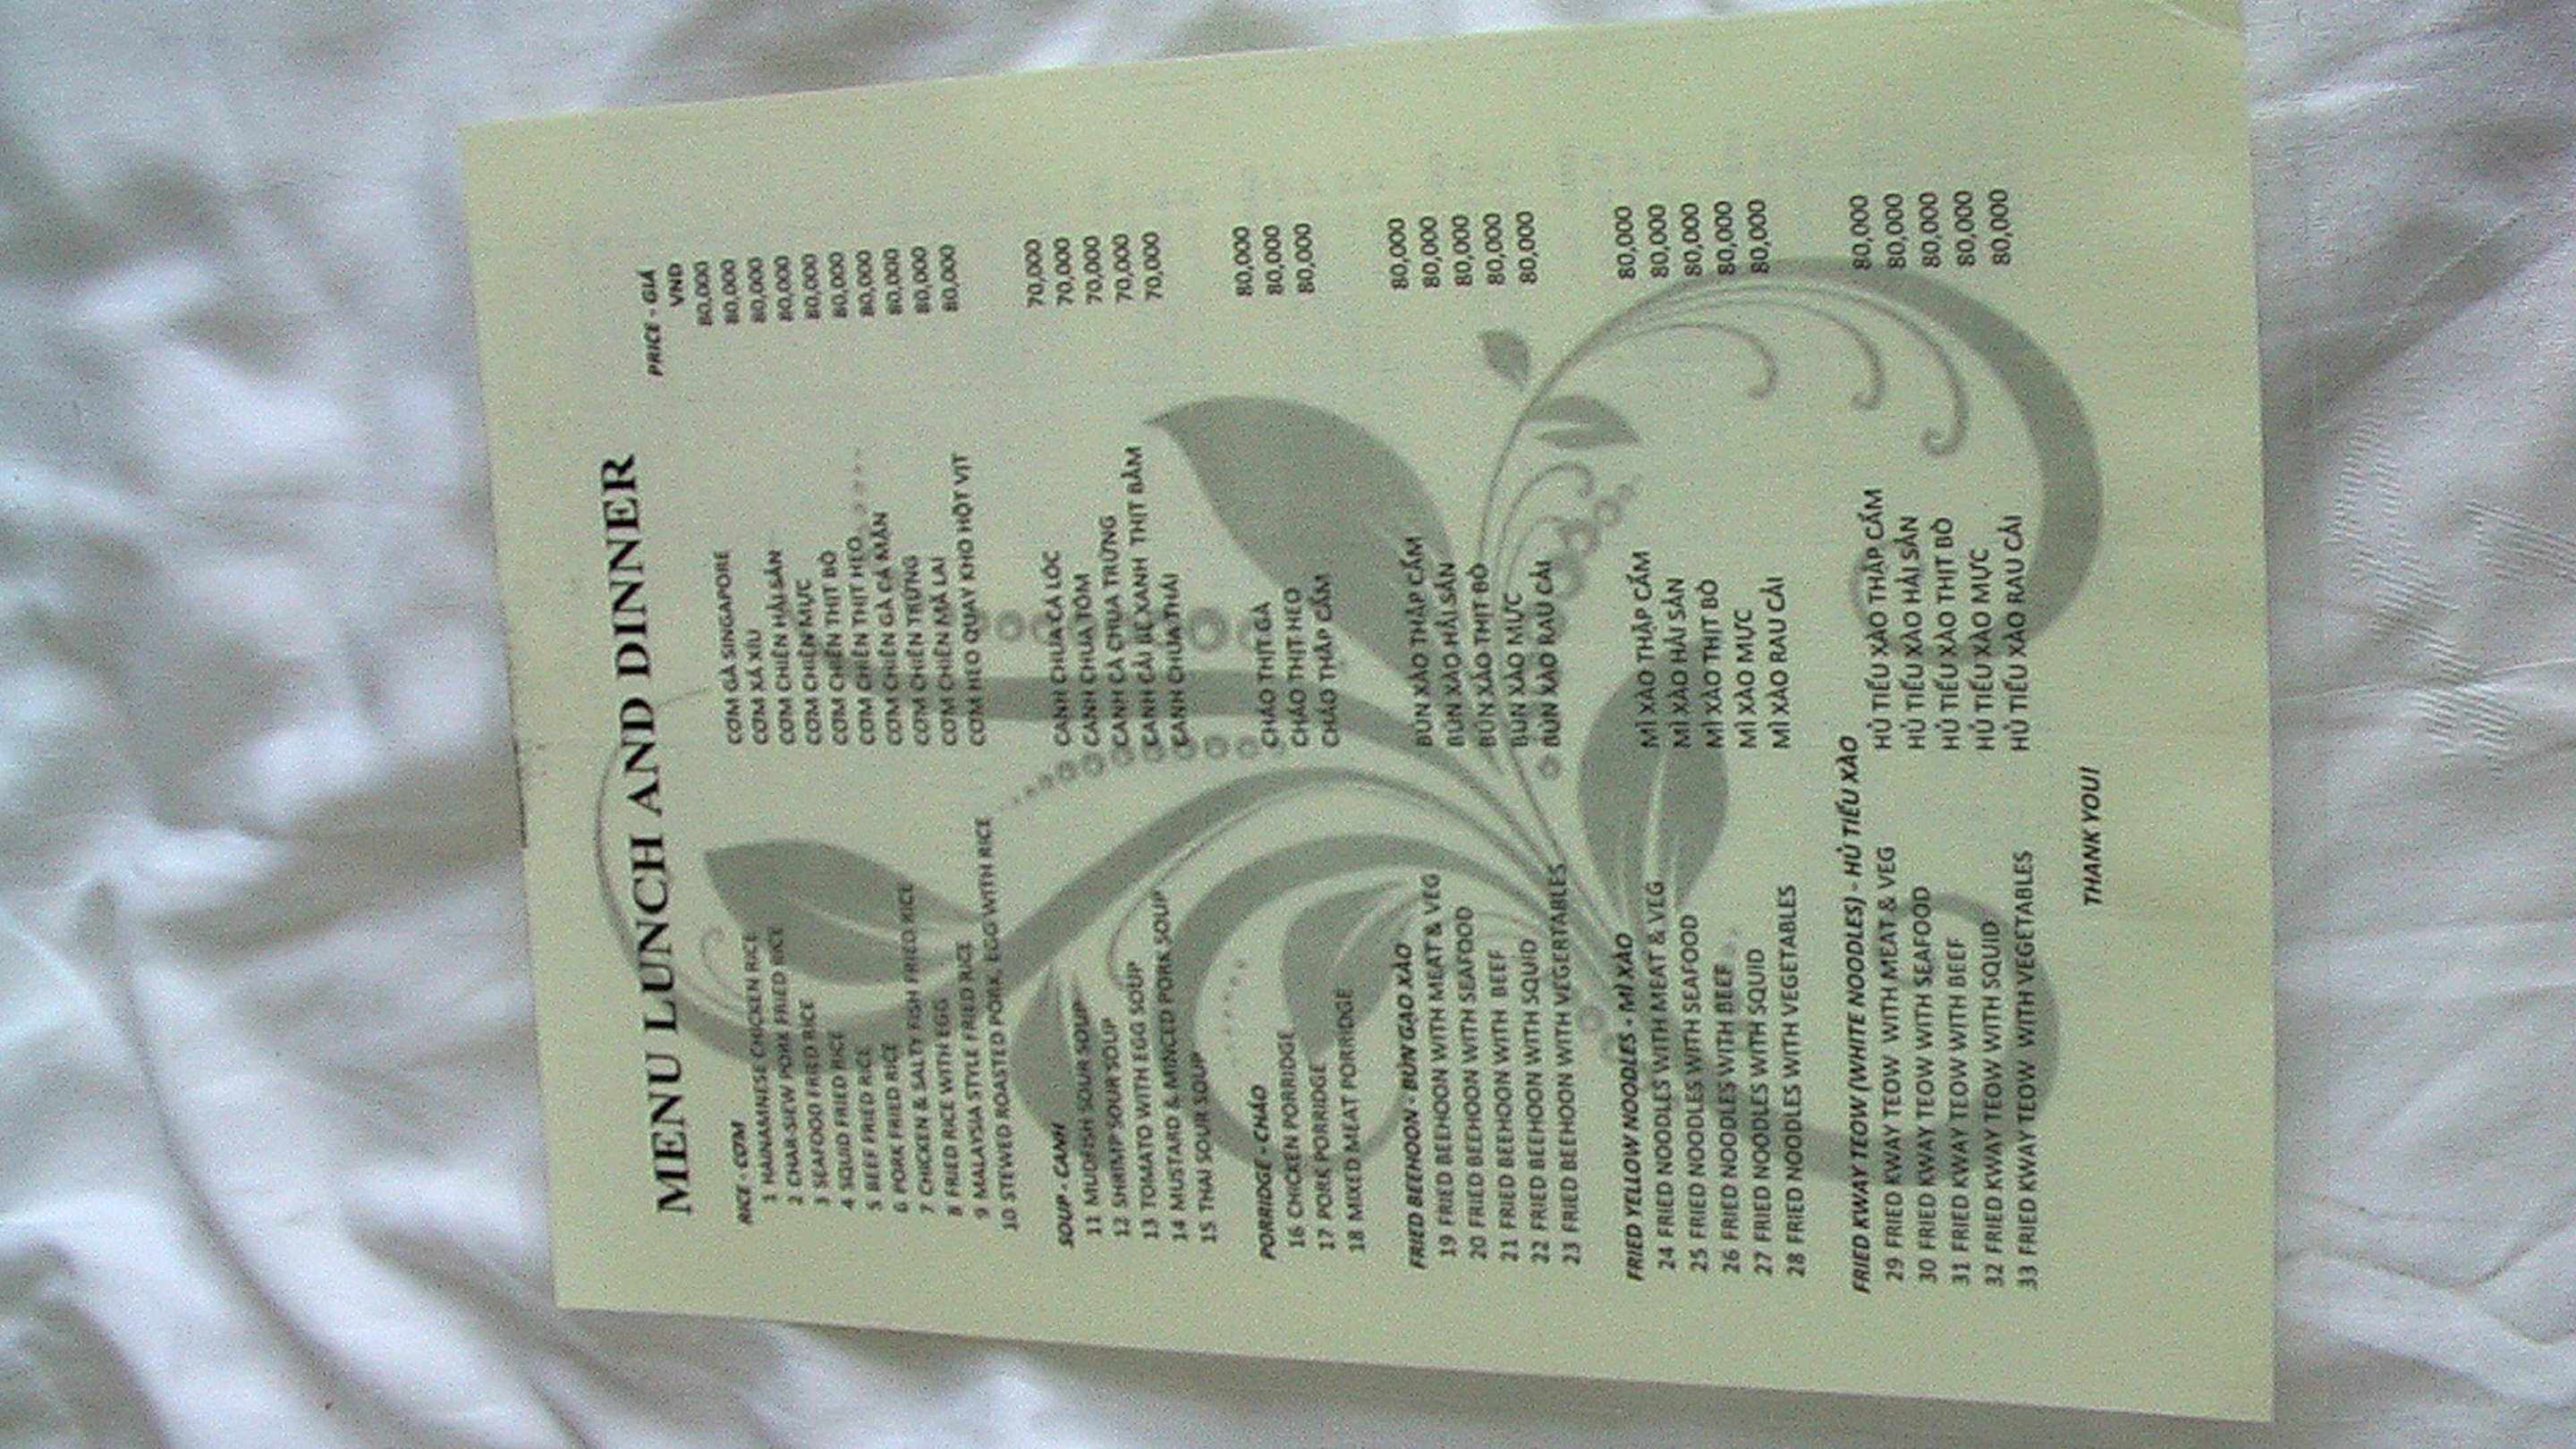 MENU LUNCH AND DINNER
PRICE - GIÁ
RICE - CƠM VND
1 HAINAMNESE CHICKEN RICE CƠM GÀ SINGAPORE 80,000
2 CHAR-SIEW PORK FRIED RICE CƠM XÁ XÍU 80,000
3 SEAFOOD FRIED RICE CƠM CHIÊN HẢI SẢN 80,000
4 SQUID FRIED RICE CƠM CHIÊN MỰC 80,000
5 BEEF FRIED RICE CƠM CHIÊN THỊT BÒ 80,000
6 PORK FRIED RICE CƠM CHIÊN THỊT HEO 80,000
7 CHICKEN & SALTY FISH FRIED RICE CƠM CHIÊN GÀ CÁ MẶN 80,000
8 FRIED RICE WITH EGG CƠM CHIÊN TRỨNG 80,000
9 MALAYSIA STYLE FRIED RICE CƠM CHIÊN MÃ LAI 80,000
10 STEWED ROASTED PORK, EGG WITH RICE CƠM HEO QUAY KHO HỘT VỊT 80,000
SOUP - CANH
11 MUDFISH SOUR SOUP CANH CHUA CÁ LÓC 70,000
12 SHRIMP SOUR SOUP CANH CHUA TÔM 70,000
13 TOMATO WITH EGG SOUP CANH CÀ CHUA TRỨNG 70,000
14 MUSTARD & MINCED PORK SOUP CANH CẢI BẸ XANH THỊT BẰM 70,000
15 THAI SOUR SOUP CANH CHUA THÁI 70,000
PORRIDGE - CHÁO
16 CHICKEN PORRIDGE CHÁO THỊT GÀ 80,000
17 PORK PORRIDGE CHÁO THỊT HEO 80,000
18 MIXED MEAT PORRIDGE CHÁO THẬP CẨM 80,000
FRIED BEEHOON - BÚN GẠO XÀO
19 FRIED BEEHOON WITH MEAT & VEG BÚN XÀO THẬP CẨM 80,000
20 FRIED BEEHOON WITH SEAFOOD BÚN XÀO HẢI SẢN 80,000
21 FRIED BEEHOON WITH BEEF BÚN XÀO THỊT BÒ 80,000
22 FRIED BEEHOON WITH SQUID BÚN XÀO MỰC 80,000
23 FRIED BEEHOON WITH VEGERTABLES BÚN XÀO RAU CẢI 80,000
FRIED YELLOW NOODLES - MÌ XÀO
24 FRIED NOODLES WITH MEAT & VEG MÌ XÀO THẬP CẨM 80,000
25 FRIED NOODLES WITH SEAFOOD MÌ XÀO HẢI SẢN 80,000
26 FRIED NOODLES WITH BEEF MÌ XÀO THỊT BÒ 80,000
27 FRIED NOODLES WITH SQUID MÌ XÀO MỰC 80,000
28 FRIED NOODLES WITH VEGETABLES MÌ XÀO RAU CẢI 80,000
FRIED KWAY TEOW (WHITE NOODLES) - HỦ TIẾU XÀO
29 FRIED KWAY TEOW WITH MEAT & VEG HỦ TIẾU XÀO THẬP CẨM 80,000
30 FRIED KWAY TEOW WITH SEAFOOD HỦ TIẾU XÀO HẢI SẢN 80,000
31 FRIED KWAY TEOW WITH BEEF HỦ TIẾU XÀO THỊT BÒ 80,000
32 FRIED KWAY TEOW WITH SQUID HỦ TIẾU XÀO MỰC 80,000
33 FRIED KWAY TEOW WITH VEGETABLES HỦ TIẾU XÀO RAU CẢI 80,000
THANK YOU!